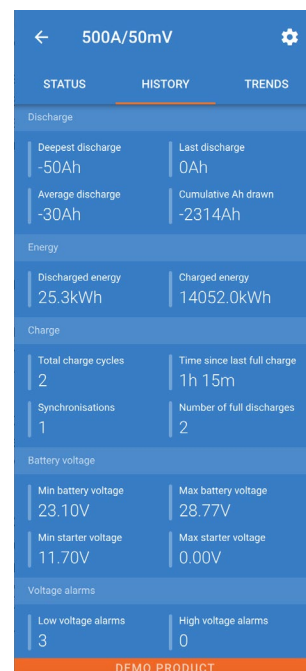 500A/50mV
STATUS HISTORY TRENDS
Discharge
Deepest discharge Last discharge
-50Ah 0Ah
Average discharge Cumulative Ah drawn
-30Ah -2314Ah
Energy
Discharged energy Charged energy
25.3kWh 14052.0kWh
Charge
Total charge cycles Time since last full charge
2 1h 15m
Synchronisations Number of full discharges
1 2
Battery voltage
Min battery voltage Max battery voltage
23.10V 28.77V
Min starter voltage Max starter voltage
11.70V 0.00V
Voltage alarms
Low voltage alarms High voltage alarms
3 0
DEMO PRODUCT